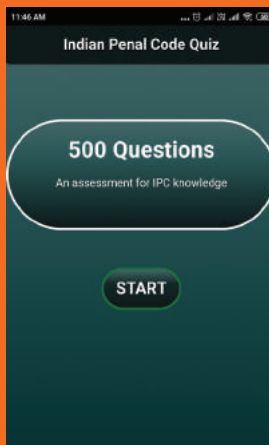 11:46 AM
Indian Penal Code Quiz
500 Questions
An assessment for IPC knowledge
START